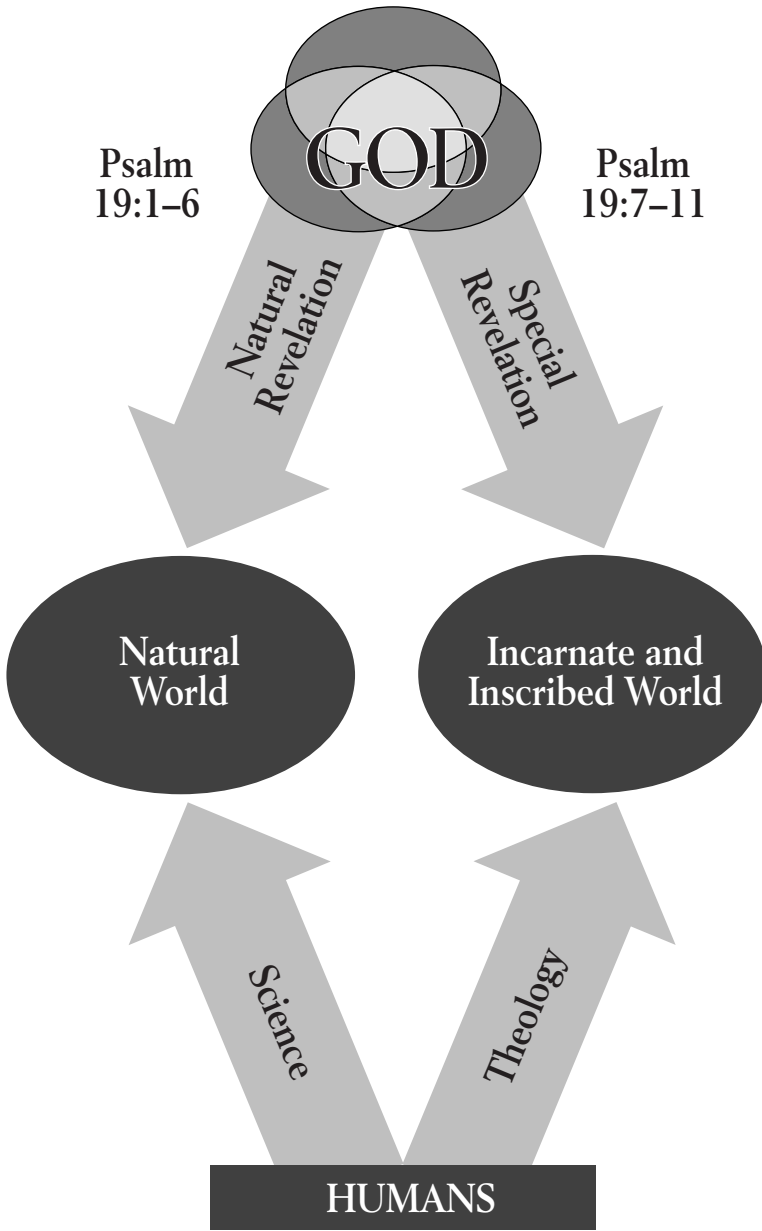 GOD
Psalm
19:1–6
Psalm
19:7–11
Natural
Revelation
Special
Revelation
Natural
World
Incarnate and
Inscribed World
Science
Theology
HUMANS